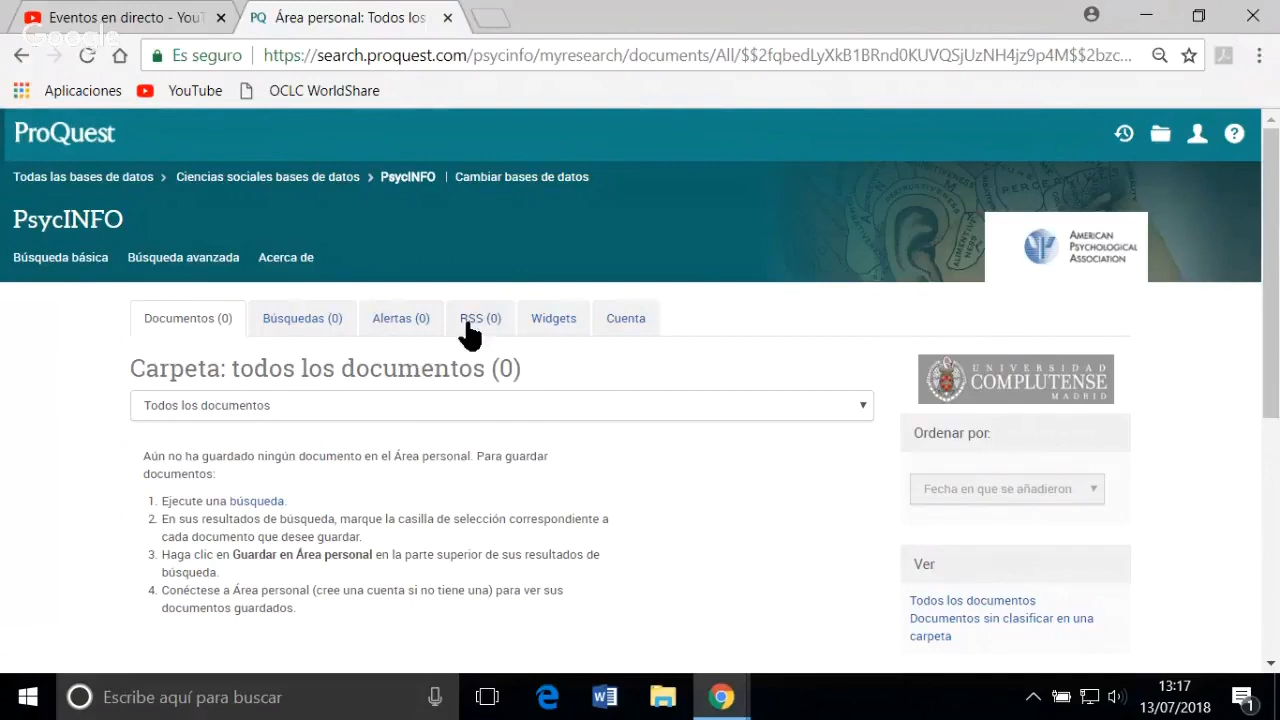 Eventos en directo - YouT
Área personal: Todos los
Google
Es seguro
https://search.proquest.com/psycinfo/myresearch/documents/All/$$2fqbedLyXkB1BRnd0KUVQSjUzNH4jz9p4M$$2bzc...
Aplicaciones
YouTube
OCLC WorldShare
ProQuest
Todas las bases de datos > Ciencias sociales bases de datos > PsycINFO | Cambiar bases de datos
PsycINFO
Búsqueda básica
Búsqueda avanzada
Acerca de
AMERICAN
PSYCHOLOGICAL
ASSOCIATION
Documentos (0)
Búsquedas (0)
Alertas (0)
RSS (0)
Widgets
Cuenta
Carpeta: todos los documentos (0)
Todos los documentos
Aún no ha guardado ningún documento en el Área personal. Para guardar
documentos:
1. Ejecute una búsqueda.
2. En sus resultados de búsqueda, marque la casilla de selección correspondiente a
cada documento que desee guardar.
3. Haga clic en Guardar en Área personal en la parte superior de sus resultados de
búsqueda.
4. Conéctese a Área personal (cree una cuenta si no tiene una) para ver sus
documentos guardados.
UNIVERSIDAD
COMPLUTENSE
MADRID
Ordenar por:
Fecha en que se añadieron
Ver
Todos los documentos
Documentos sin clasificar en una
carpeta
Escribe aquí para buscar
13:17
13/07/2018
1